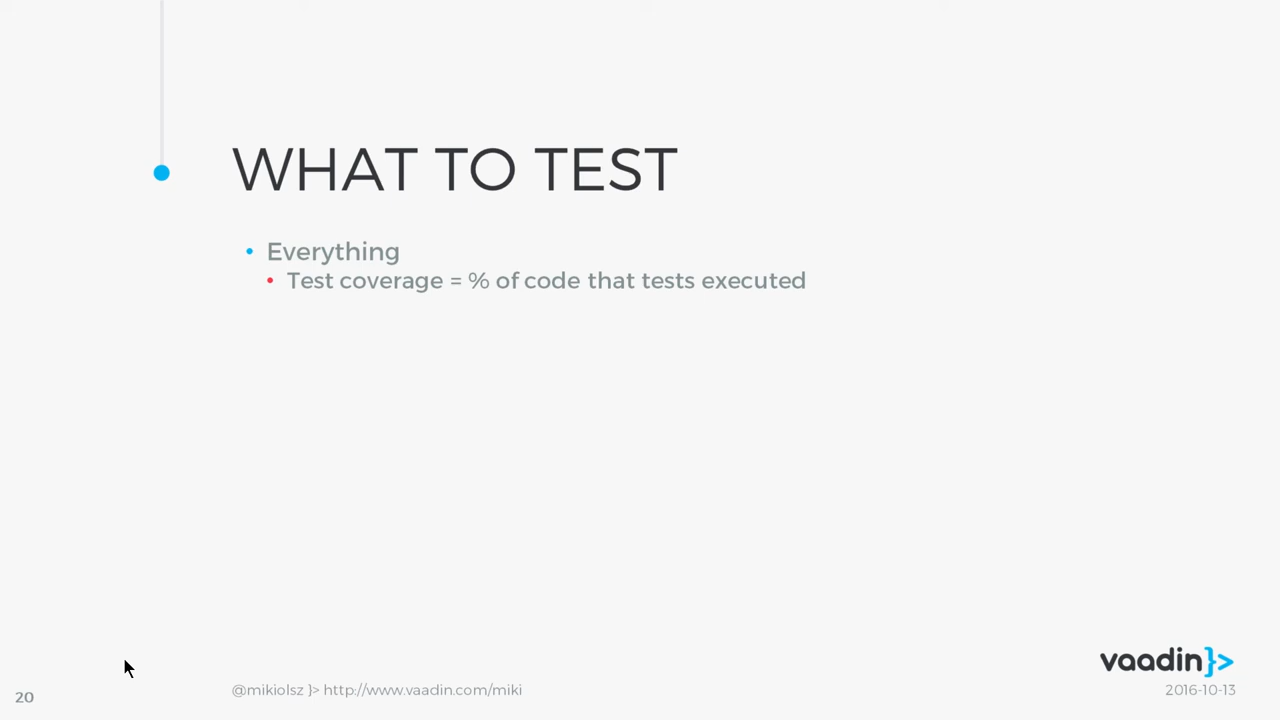 WHAT TO TEST
• Everything
• Test coverage = % of code that tests executed
vaadin}>
20
@mikiolsz }> http://www.vaadin.com/miki
2016-10-13